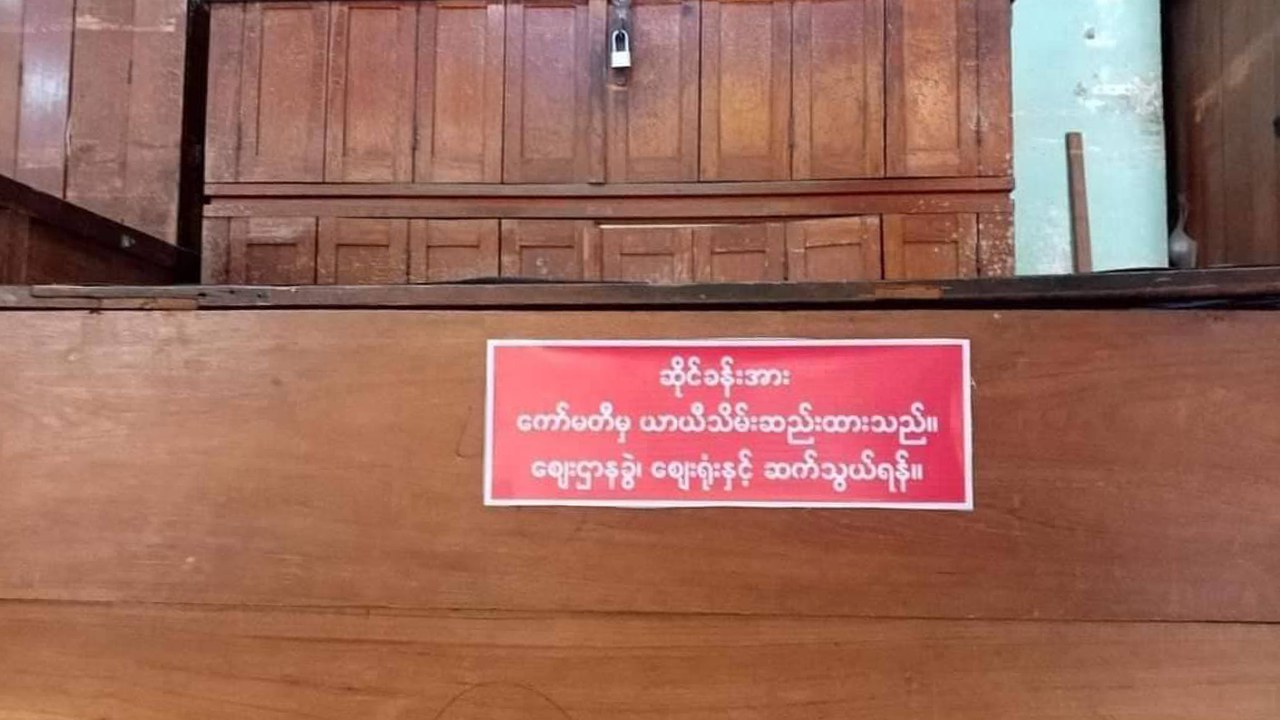 ဆိုင်ခန်းအား
ကော်မတီမှ ယာယီသိမ်းဆည်းထားသည်။
ဈေးဌာနခွဲ၊ ဈေးရုံးနှင့် ဆက်သွယ်ရန်။